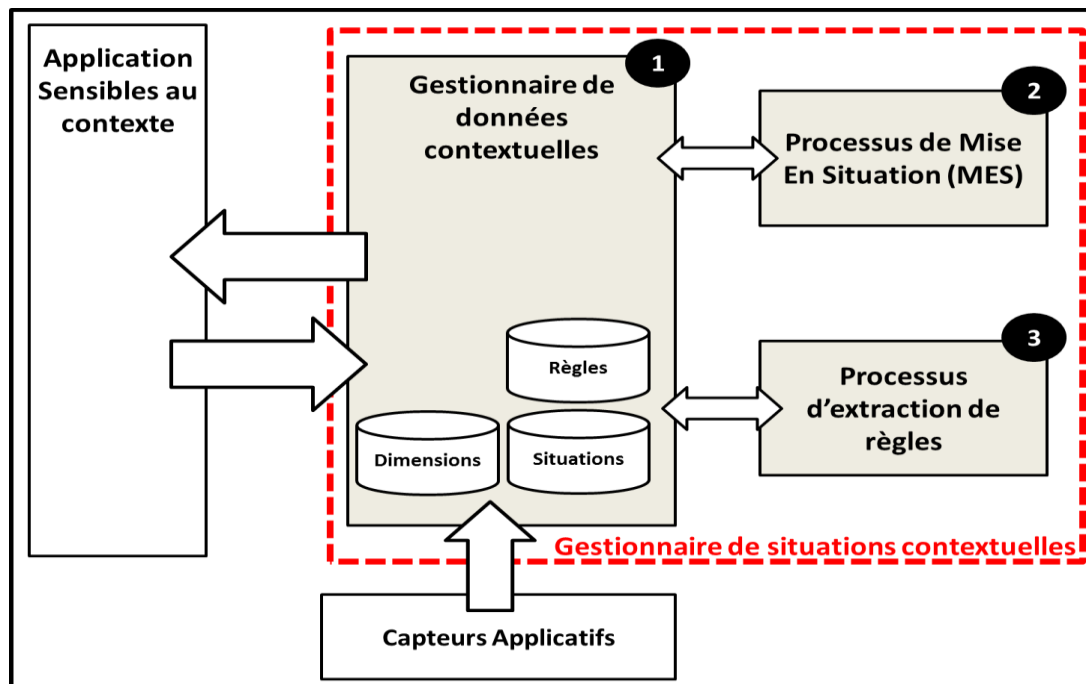 Application
Sensibles au
contexte
1
Gestionnaire de
données
contextuelles
2
Processus de Mise
En Situation (MES)
Règles
Dimensions
Situations
3
Processus
d'extraction de
règles
Gestionnaire de situations contextuelles
Capteurs Applicatifs